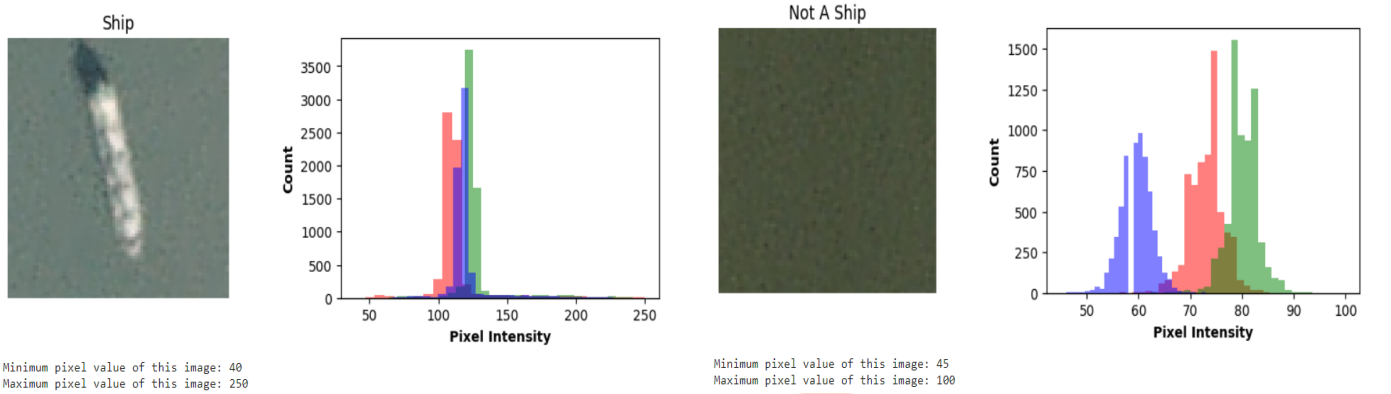 Ship
3500
3000
2500
2000
1500
1000
500
0
Count
50 100 150 200 250
Pixel Intensity
Minimum pixel value of this image: 40
Maximum pixel value of this image: 250
Not A Ship
1500
1250
1000
750
500
250
0
Count
50 60 70 80 90 100
Pixel Intensity
Minimum pixel value of this image: 45
Maximum pixel value of this image: 100